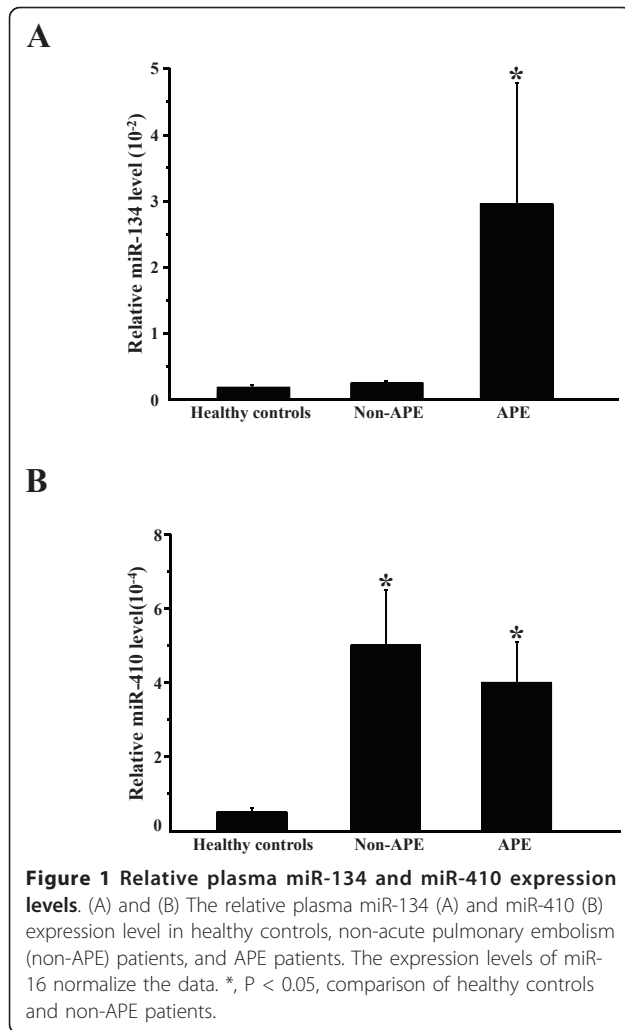 A
Relative miR-134 level (10⁻²)
5
4
3
2
1
0
*
Healthy controls Non-APE APE
B
Relative miR-410 level(10⁻⁴)
8
6
4
2
0
* *
Healthy controls Non-APE APE
Figure 1 Relative plasma miR-134 and miR-410 expression
levels. (A) and (B) The relative plasma miR-134 (A) and miR-410 (B)
expression level in healthy controls, non-acute pulmonary embolism
(non-APE) patients, and APE patients. The expression levels of miR-
16 normalize the data. *, P < 0.05, comparison of healthy controls
and non-APE patients.